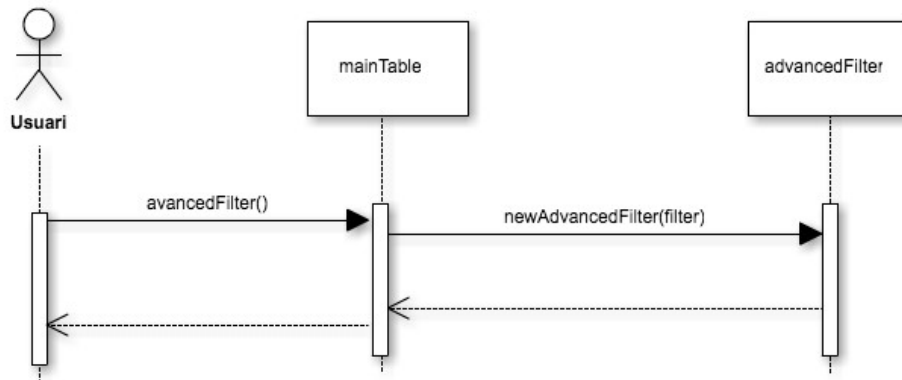 mainTable
advancedFilter
Usuari
avancedFilter()
newAdvancedFilter(filter)